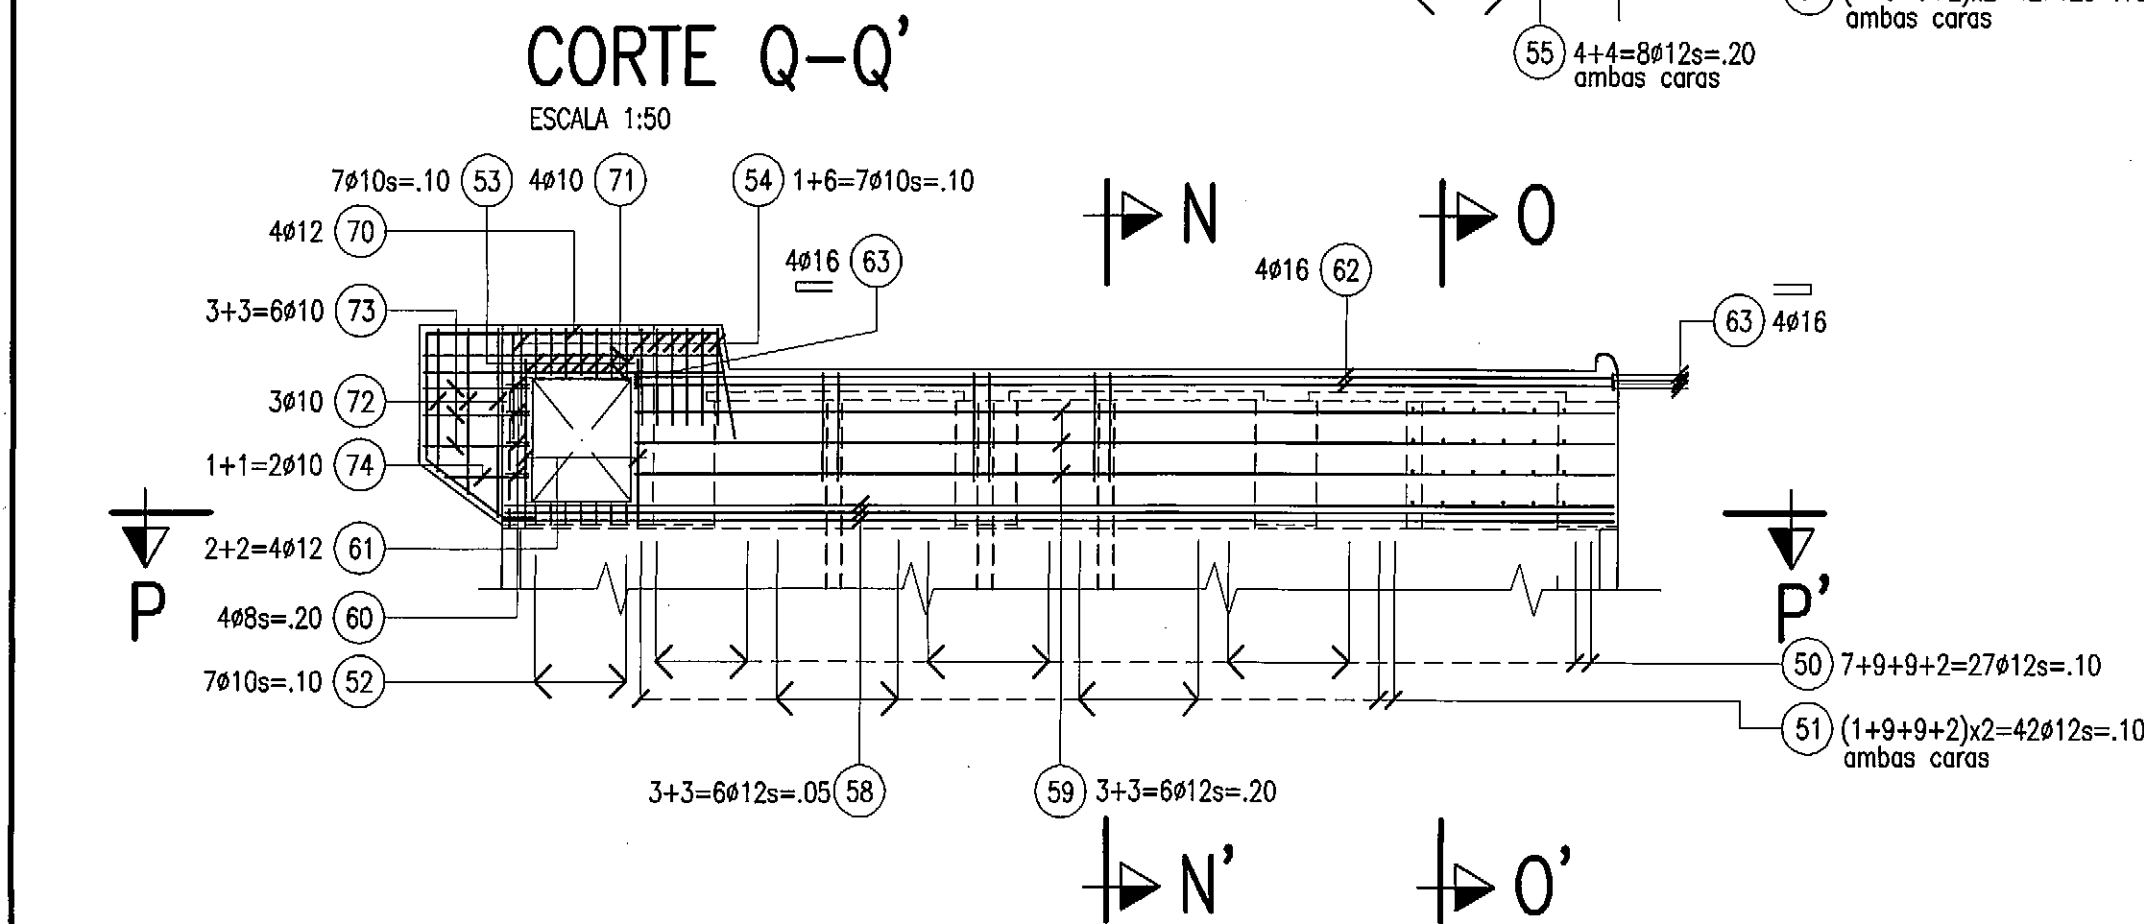 CORTE Q-Q'
ESCALA 1:50
ambas caras
55 4+4=8ø12s=.20
ambas caras
7ø10s=.10 53
4ø10 71
54 1+6=7ø10s=.10
4ø12 70
4ø16 63
N
O
4ø16 62
3+3=6ø10 73
63 4ø16
3ø10 72
1+1=2ø10 74
2+2=4ø12 61
P
P'
4ø8s=.20 60
7ø10s=.10 52
50 7+9+9+2=27ø12s=.10
51 (1+9+9+2)x2=42ø12s=.10
ambas caras
3+3=6ø12s=.05 58
59 3+3=6ø12s=.20
N'
O'